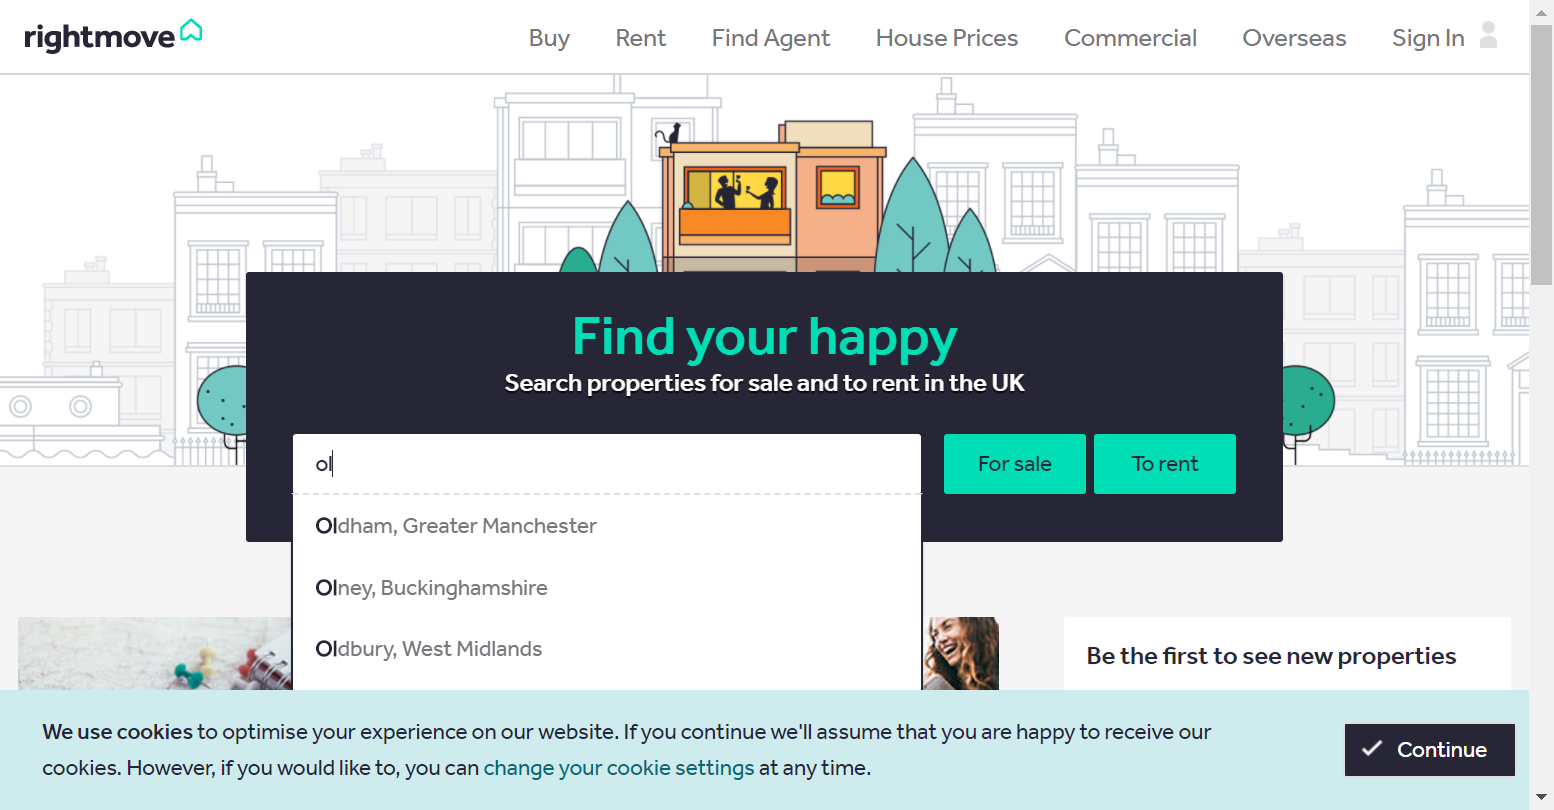 rightmove
Buy Rent Find Agent House Prices Commercial Overseas Sign In
Find your happy
Search properties for sale and to rent in the UK
ol
For sale
To rent
Oldham, Greater Manchester
Olney, Buckinghamshire
Oldbury, West Midlands
Be the first to see new properties
We use cookies to optimise your experience on our website. If you continue we'll assume that you are happy to receive our
cookies. However, if you would like to, you can change your cookie settings at any time.
Continue